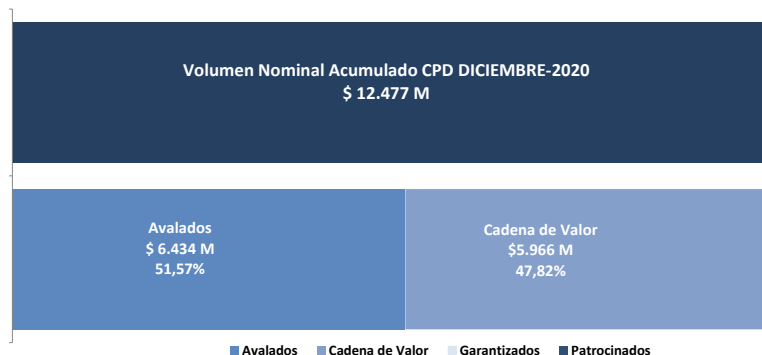 Volumen Nominal Acumulado CPD DICIEMBRE-2020
$ 12.477 M
Avalados
$ 6.434 M
51,57%
Cadena de Valor
$5.966 M
47,82%
Avalados Cadena de Valor Garantizados Patrocinados